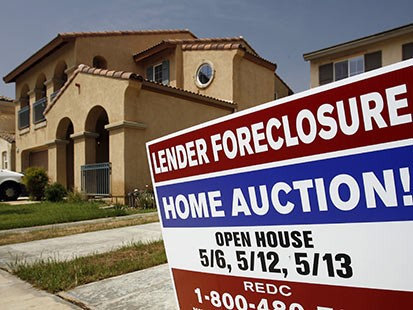 LENDER FORECLOSURE
HOME AUCTION!
OPEN HOUSE
5/6, 5/12, 5/13
REDC